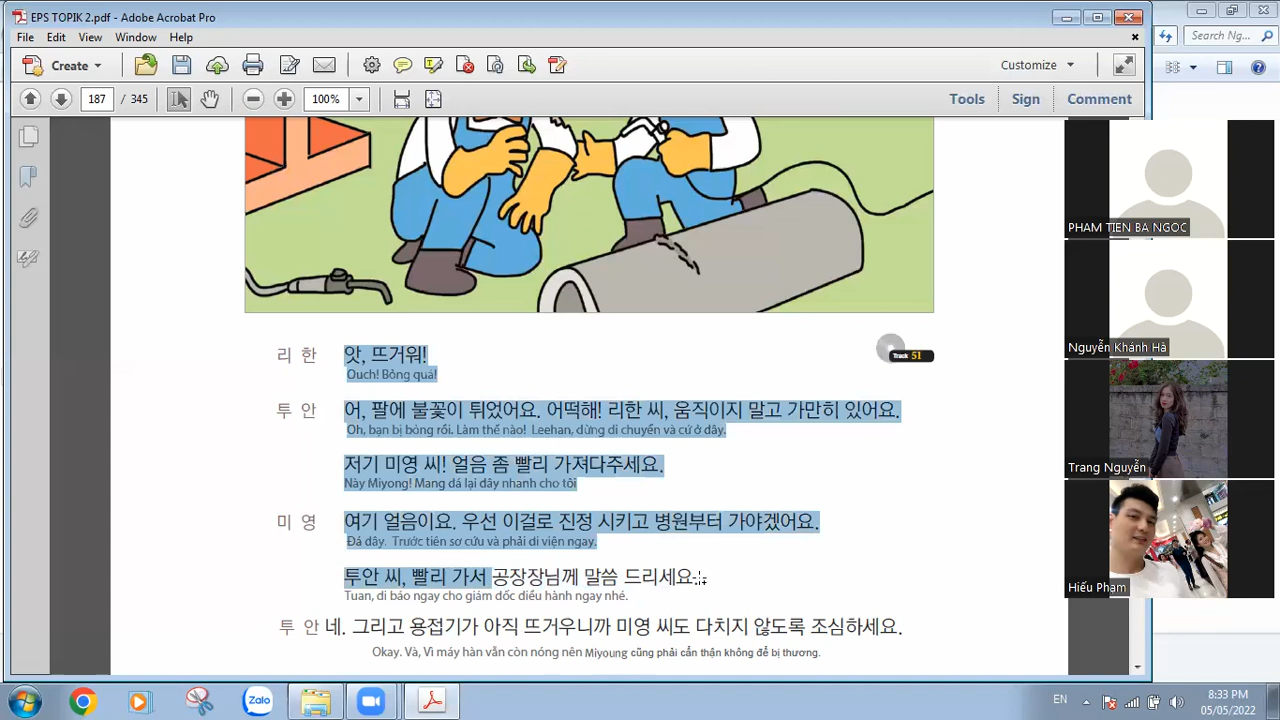 EPS TOPIK 2.pdf - Adobe Acrobat Pro
File Edit View Window Help
Create
Customize
187 / 345
100%
Tools Sign Comment
Search Ng...
PHAM TIEN BA NGOC
Nguyễn Khánh Hà
Trang Nguyễn
Hiếu Phạm
Track 51
리 한 앗, 뜨거워!
Ouch! Bỏng quá!
투 안 어, 팔에 불꽃이 튀었어요. 어떡해! 리한 씨, 움직이지 말고 가만히 있어요.
Oh, bạn bị bỏng rồi. Làm thế nào! Leehan, dừng di chuyển và cứ ở đây.
저기 미영 씨! 얼음 좀 빨리 가져다주세요.
Này Miyong! Mang đá lại đây nhanh cho tôi
미 영 여기 얼음이요. 우선 이걸로 진정 시키고 병원부터 가야겠어요.
Đá đây. Trước tiên sơ cứu và phải đi viện ngay.
투안 씨, 빨리 가서 공장장님께 말씀 드리세요.
Tuan, đi báo ngay cho giám đốc điều hành ngay nhé.
투 안 네. 그리고 용접기가 아직 뜨거우니까 미영 씨도 다치지 않도록 조심하세요.
Okay. Và, Vì máy hàn vẫn còn nóng nên Miyoung cũng phải cẩn thận không để bị thương.
Zalo
EN
8:33 PM
05/05/2022